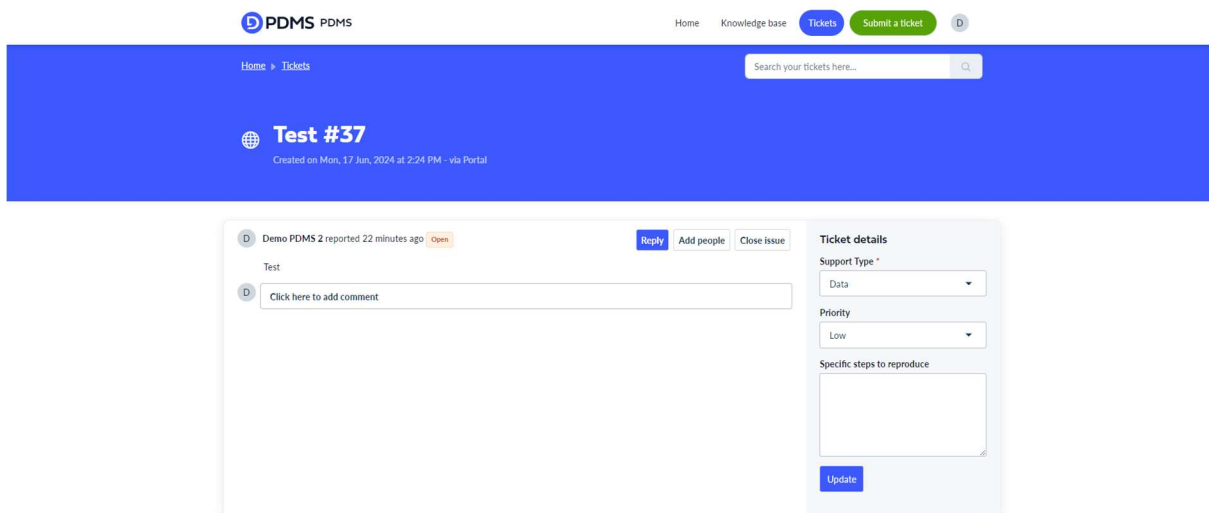 PDMS PDMS Home Knowledge base Tickets Submit a ticket D
Home Tickets Search your tickets here...
Test #37
Created on Mon, 17 Jun, 2024 at 2:24 PM - via Portal
D Demo PDMS 2 reported 22 minutes ago Open Reply Add people Close issue
Test
D Click here to add comment
Ticket details
Support Type *
Data
Priority
Low
Specific steps to reproduce
Update